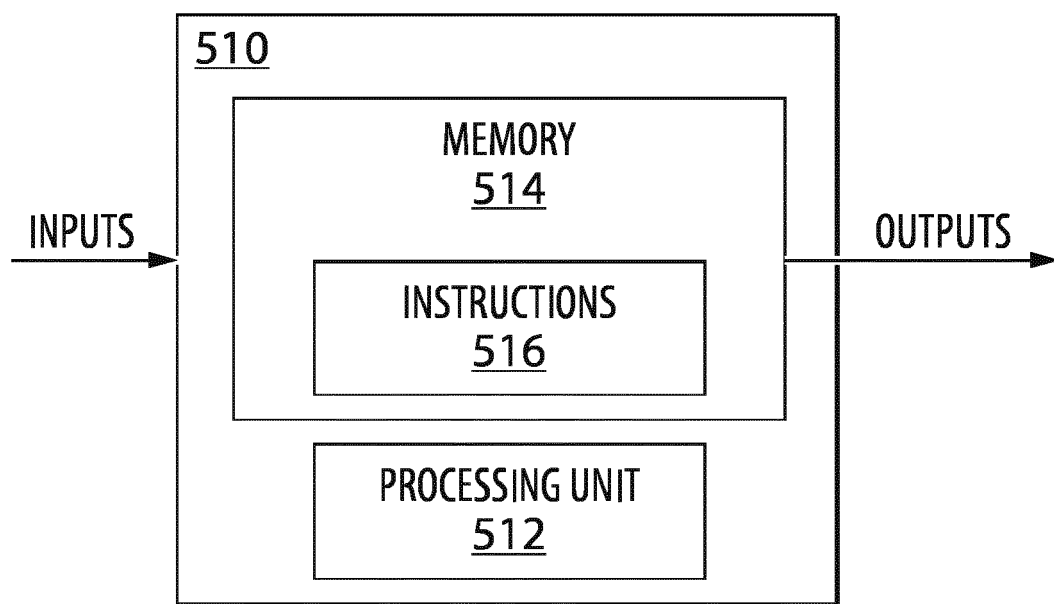 510
MEMORY
514
INPUTS
OUTPUTS
INSTRUCTIONS
516
PROCESSING UNIT
512